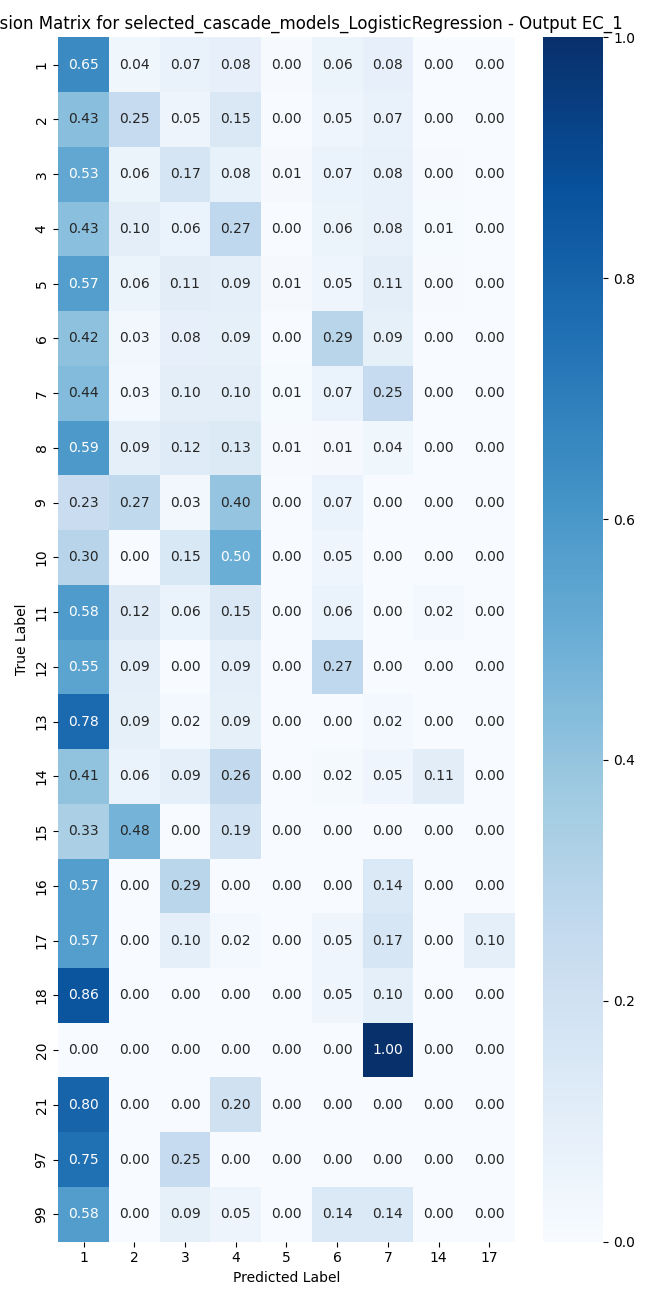 sion Matrix for selected_cascade_models_LogisticRegression - Output EC_1
1 0.65 0.04 0.07 0.08 0.00 0.06 0.08 0.00 0.00
2 0.43 0.25 0.05 0.15 0.00 0.05 0.07 0.00 0.00
3 0.53 0.06 0.17 0.08 0.01 0.07 0.08 0.00 0.00
4 0.43 0.10 0.06 0.27 0.00 0.06 0.08 0.01 0.00
5 0.57 0.06 0.11 0.09 0.01 0.05 0.11 0.00 0.00
6 0.42 0.03 0.08 0.09 0.00 0.29 0.09 0.00 0.00
7 0.44 0.03 0.10 0.10 0.01 0.07 0.25 0.00 0.00
8 0.59 0.09 0.12 0.13 0.01 0.01 0.04 0.00 0.00
9 0.23 0.27 0.03 0.40 0.00 0.07 0.00 0.00 0.00
10 0.30 0.00 0.15 0.50 0.00 0.05 0.00 0.00 0.00
11 0.58 0.12 0.06 0.15 0.00 0.06 0.00 0.02 0.00
12 0.55 0.09 0.00 0.09 0.00 0.27 0.00 0.00 0.00
13 0.78 0.09 0.02 0.09 0.00 0.00 0.02 0.00 0.00
14 0.41 0.06 0.09 0.26 0.00 0.02 0.05 0.11 0.00
15 0.33 0.48 0.00 0.19 0.00 0.00 0.00 0.00 0.00
16 0.57 0.00 0.29 0.00 0.00 0.00 0.14 0.00 0.00
17 0.57 0.00 0.10 0.02 0.00 0.05 0.17 0.00 0.10
18 0.86 0.00 0.00 0.00 0.00 0.05 0.10 0.00 0.00
20 0.00 0.00 0.00 0.00 0.00 0.00 1.00 0.00 0.00
21 0.80 0.00 0.00 0.20 0.00 0.00 0.00 0.00 0.00
97 0.75 0.00 0.25 0.00 0.00 0.00 0.00 0.00 0.00
99 0.58 0.00 0.09 0.05 0.00 0.14 0.14 0.00 0.00
1 2 3 4 5 6 7 14 17
Predicted Label
True Label
1.0
0.8
0.6
0.4
0.2
0.0